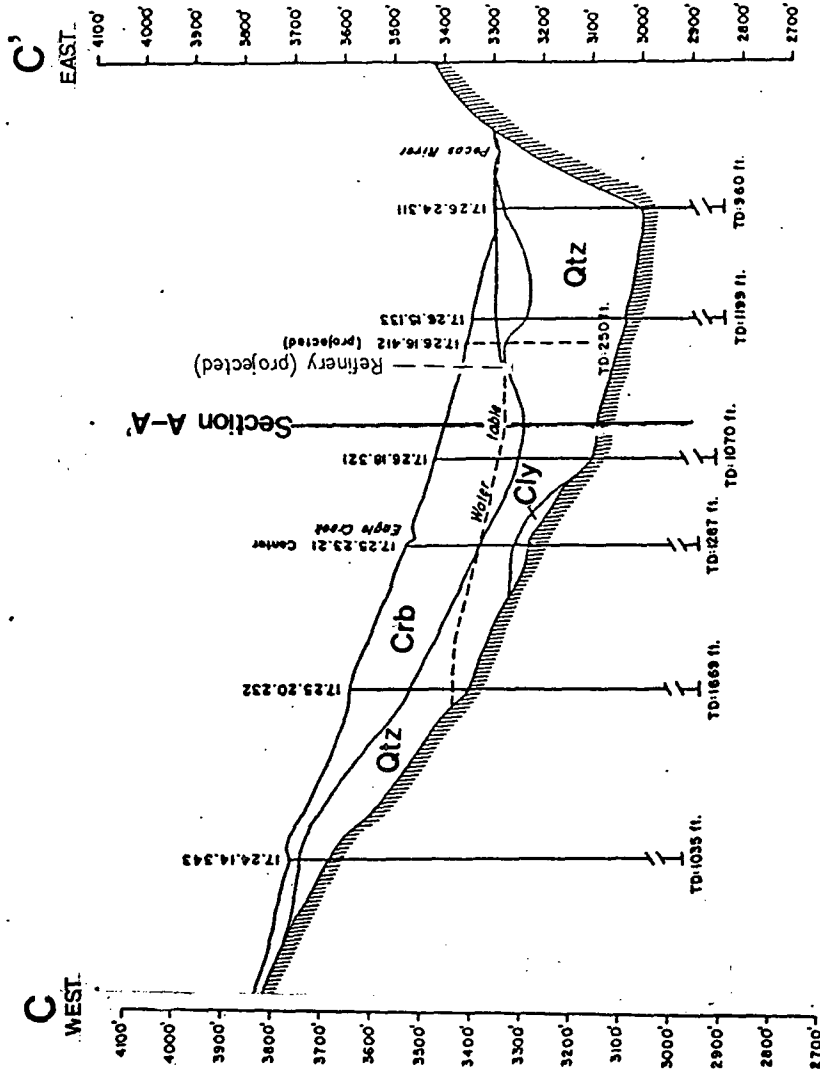 C
WEST
4100'
4000'
3900'
3800'
3700'
3600'
3500'
3400'
3300'
3200'
3100'
3000'
2900'
2800'
2700'
17.24.14.343
TD:1035 ft.
17.25.20.232
TD:1669 ft.
17.25.23.21 Center
Eagle Creek
TD:1287 ft.
17.26.18.321
TD:1070 ft.
Section A-A'
Refinery (projected)
17.26.16.412 (projected)
TD:250 ft.
17.26.15.133
TD:1199 ft.
17.26.24.311
TD:960 ft.
Pecos River
Qtz
Crb
Water table
Cly
Qtz
C'
EAST
4100'
4000'
3900'
3800'
3700'
3600'
3500'
3400'
3300'
3200'
3100'
3000'
2900'
2800'
2700'